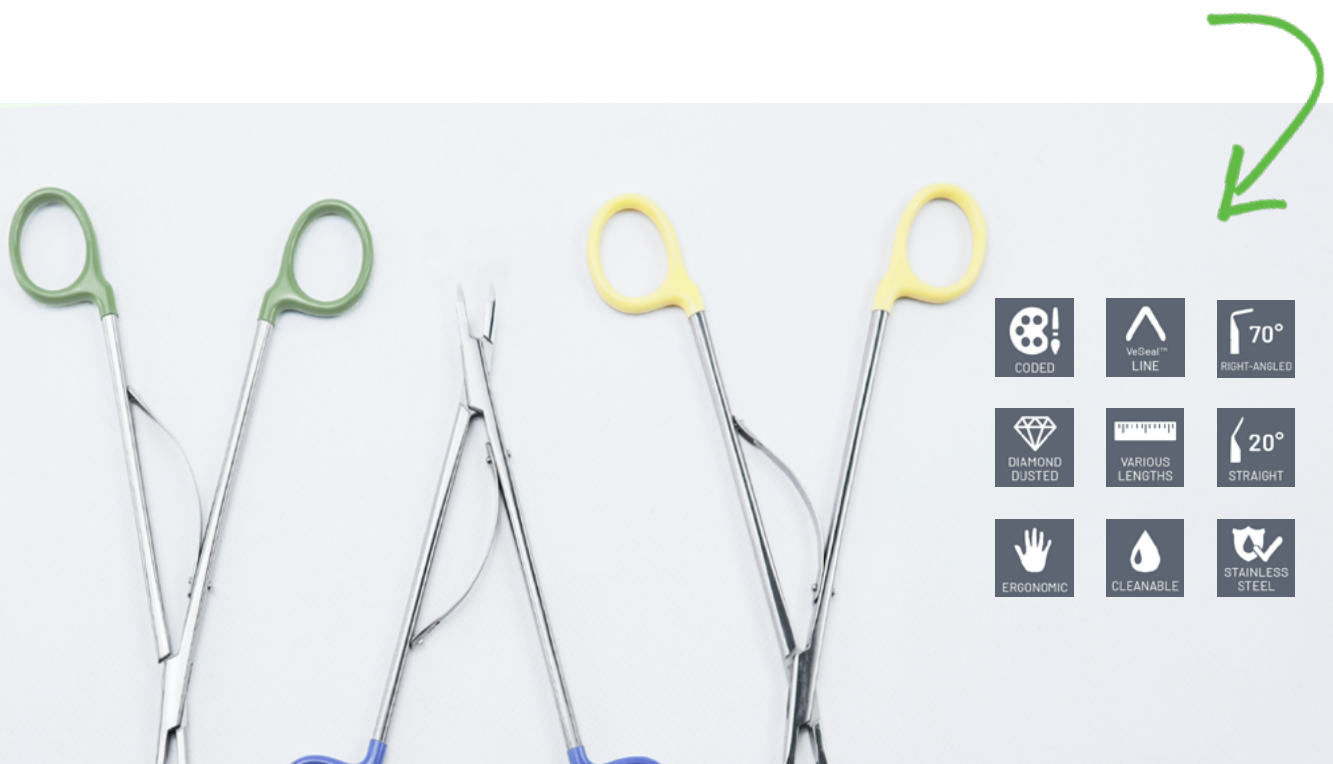 CODED
VeSeal™
LINE
70°
RIGHT-ANGLED
DIAMOND
DUSTED
VARIOUS
LENGTHS
20°
STRAIGHT
ERGONOMIC
CLEANABLE
STAINLESS
STEEL